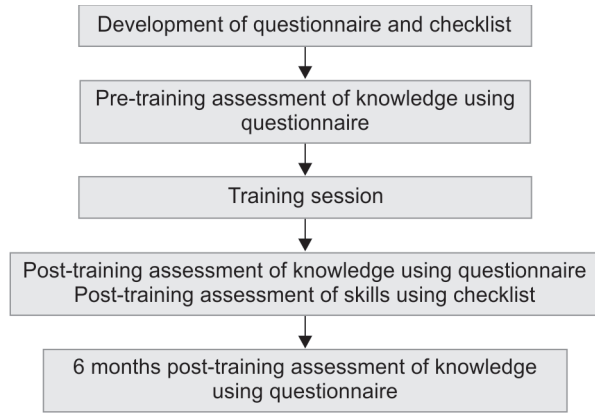 Development of questionnaire and checklist
Pre-training assessment of knowledge using
questionnaire
Training session
Post-training assessment of knowledge using questionnaire
Post-training assessment of skills using checklist
6 months post-training assessment of knowledge
using questionnaire